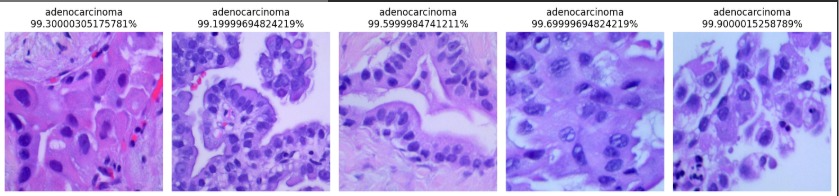 adenocarcinoma
99.30000305175781%
adenocarcinoma
99.19999694824219%
adenocarcinoma
99.5999984741211%
adenocarcinoma
99.69999694824219%
adenocarcinoma
99.9000015258789%